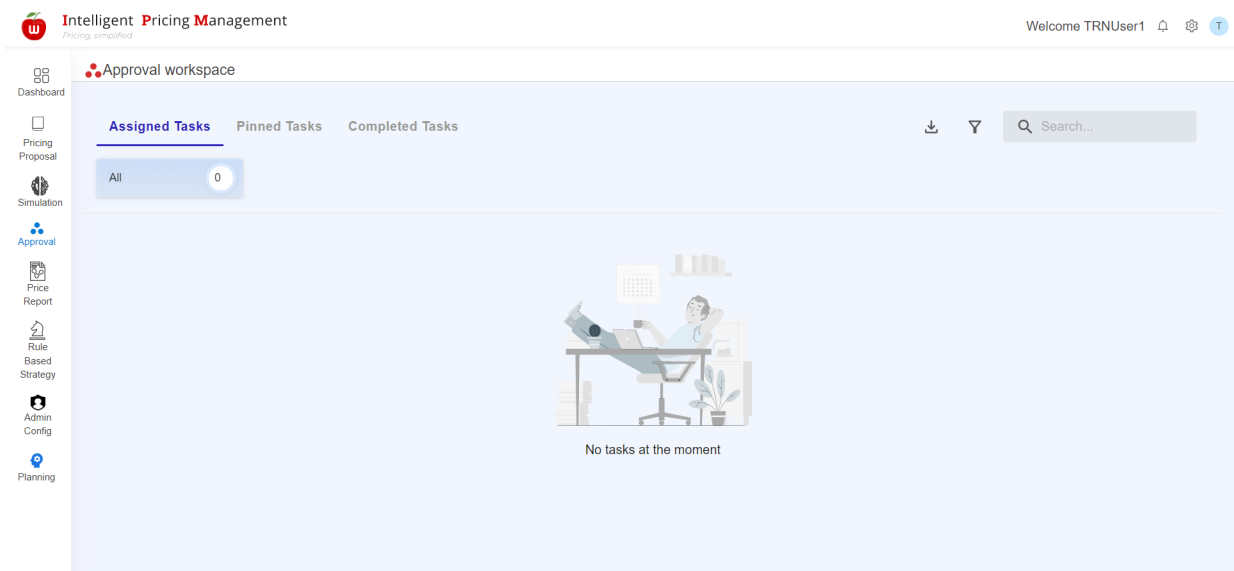 Intelligent Pricing Management
Pricing, simplified
Welcome TRNUser1
T
Dashboard
Pricing
Proposal
Simulation
Approval
Price
Report
Rule
Based
Strategy
Admin
Config
Planning
Approval workspace
Assigned Tasks
Pinned Tasks
Completed Tasks
Search...
All
0
No tasks at the moment